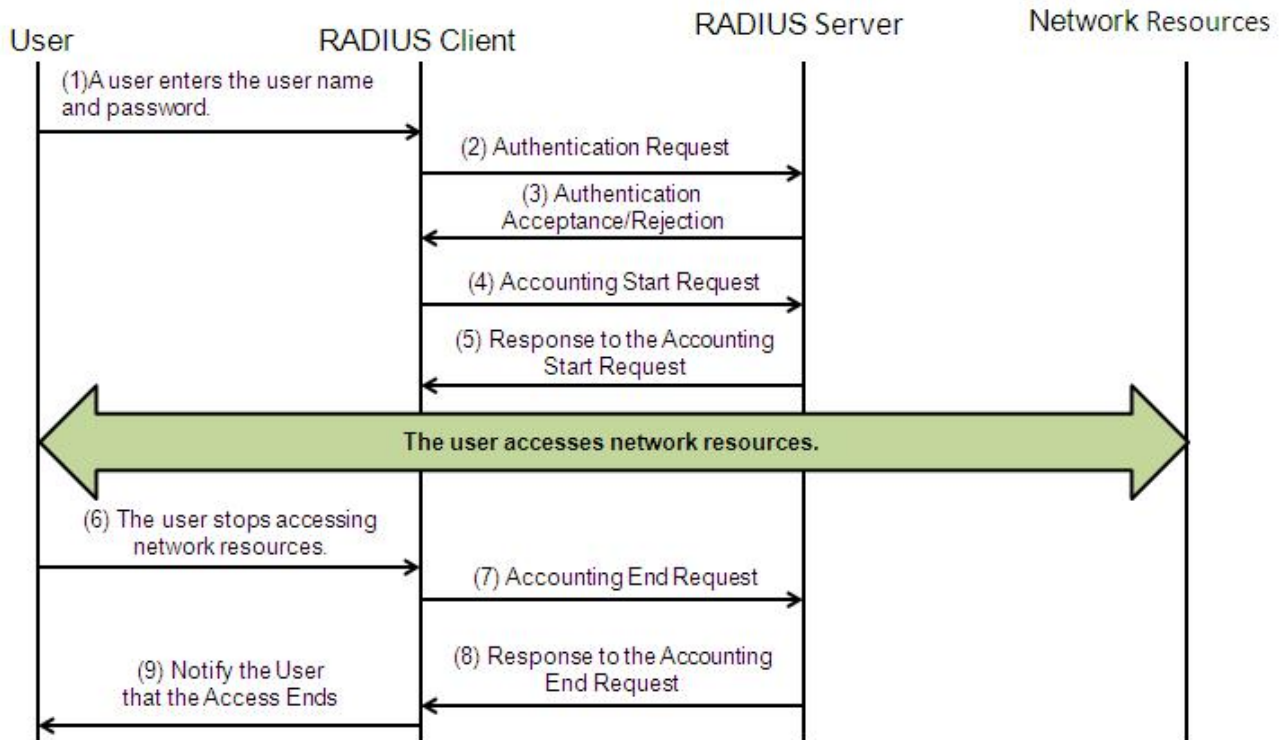 User
RADIUS Client
RADIUS Server
Network Resources
(1)A user enters the user name
and password.
(2) Authentication Request
(3) Authentication
Acceptance/Rejection
(4) Accounting Start Request
(5) Response to the Accounting
Start Request
The user accesses network resources.
(6) The user stops accessing
network resources.
(7) Accounting End Request
(8) Response to the Accounting
End Request
(9) Notify the User
that the Access Ends